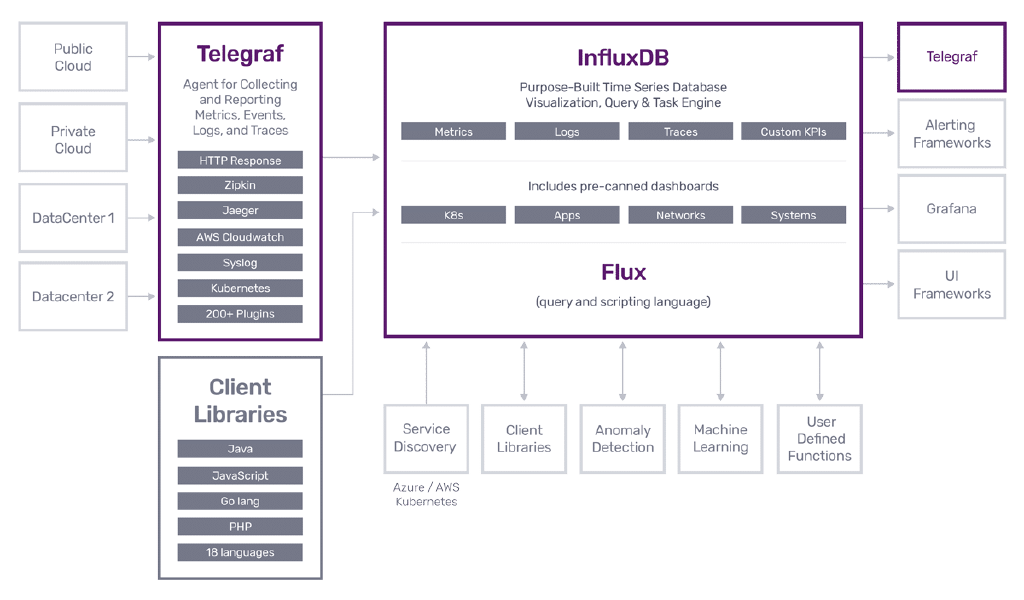 Public
Cloud
Private
Cloud
DataCenter 1
Datacenter 2
Telegraf
Agent for Collecting
and Reporting
Metrics, Events,
Logs, and Traces
HTTP Response
Zipkin
Jaeger
AWS Cloudwatch
Syslog
Kubernetes
200+ Plugins
Client
Libraries
Java
JavaScript
Go lang
PHP
18 languages
InfluxDB
Purpose-Built Time Series Database
Visualization, Query & Task Engine
Metrics Logs Traces Custom KPIs
Includes pre-canned dashboards
K8s Apps Networks Systems
Flux
(query and scripting language)
Service
Discovery
Azure / AWS
Kubernetes
Client
Libraries
Anomaly
Detection
Machine
Learning
User
Defined
Functions
Telegraf
Alerting
Frameworks
Grafana
UI
Frameworks